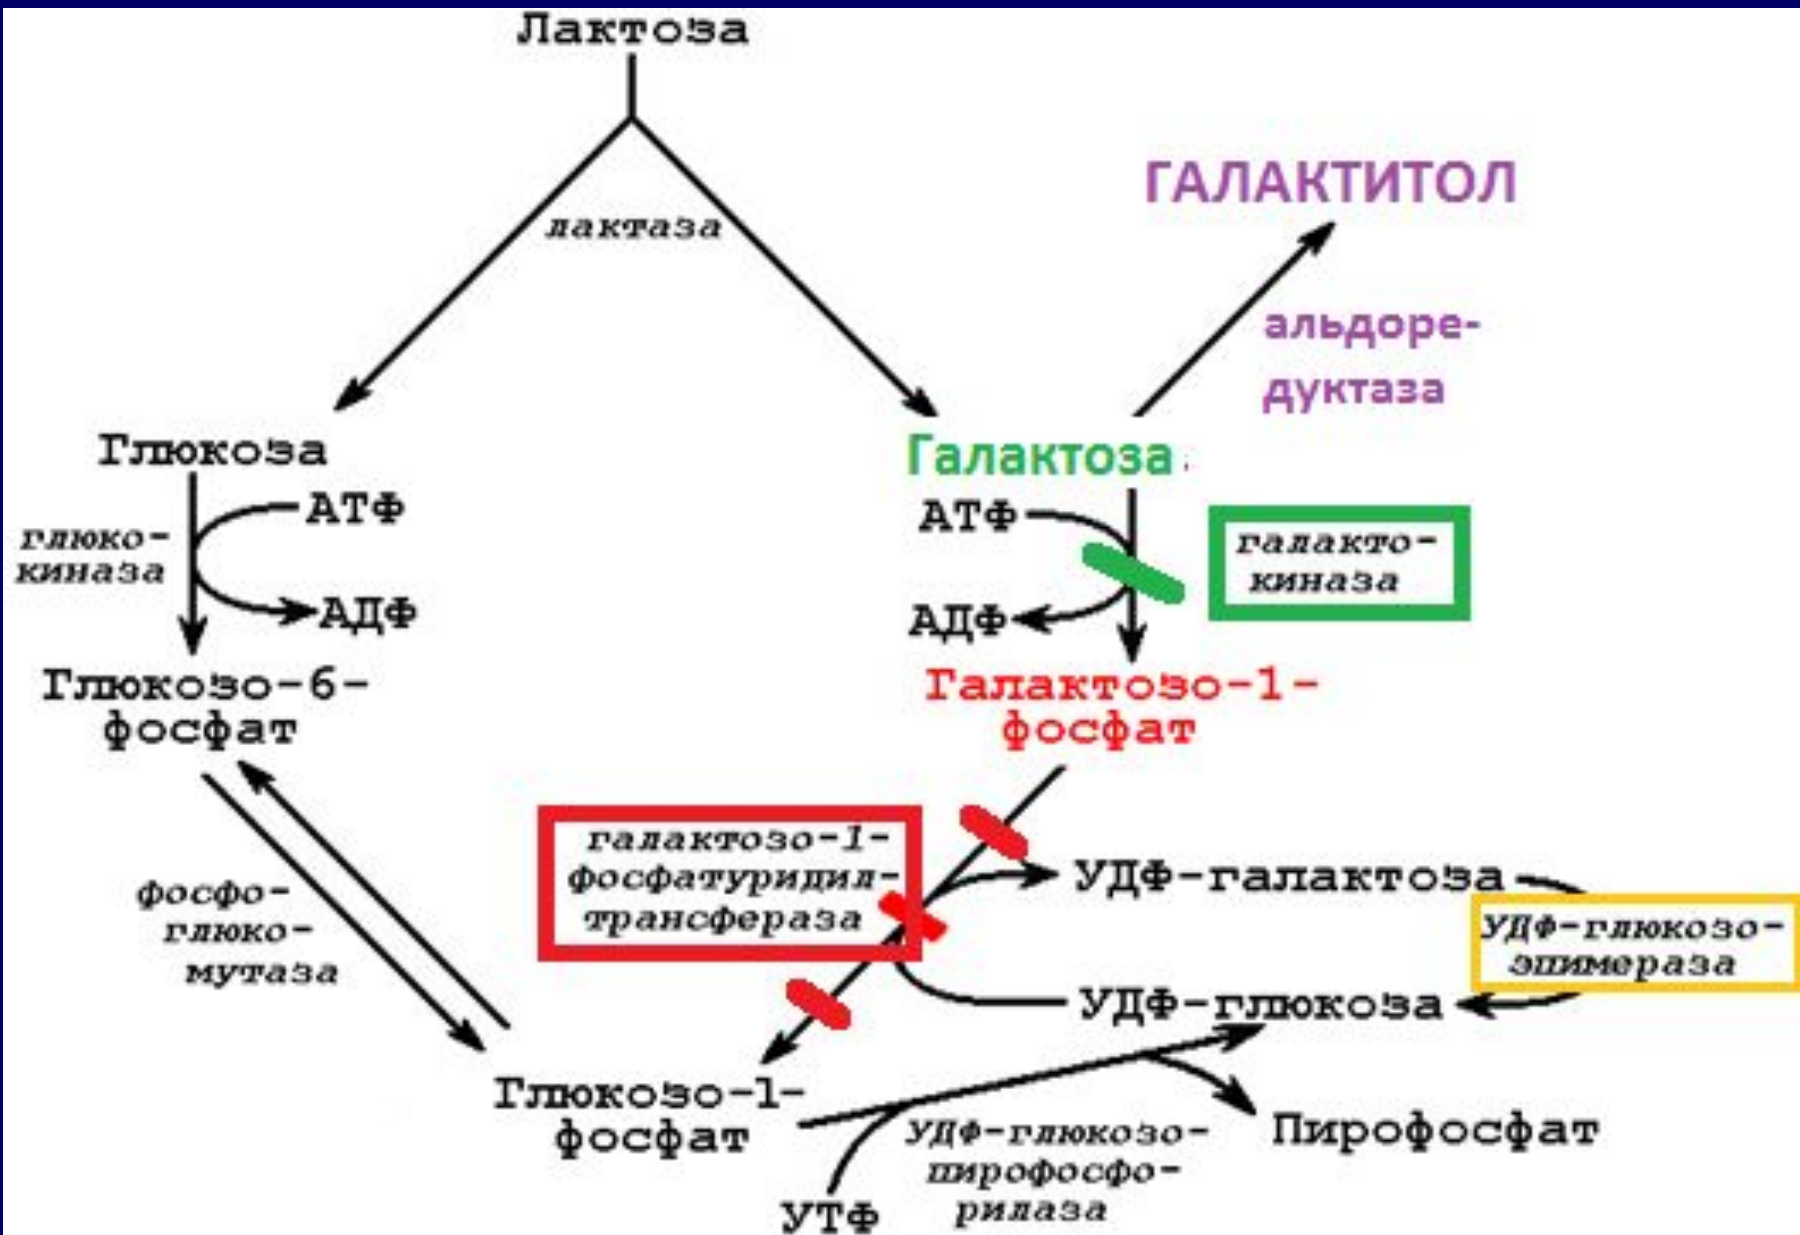 Лактоза
лактаза
ГАЛАКТИТОЛ
альдоре-
дуктаза
Глюкоза
Галактоза
АТФ
глюко-
киназа
АДФ
АТФ
галакто-
киназа
АДФ
Глюкозо-6-
фосфат
Галактозо-1-
фосфат
фосфо-
глюко-
мутаза
галактозо-1-
фосфатуридил-
трансфераза
УДФ-галактоза
УДФ-глюкозо-
эпимераза
УДФ-глюкоза
Глюкозо-1-
фосфат
УДФ-глюкозо-
пирофосфо-
рилаза
Пирофосфат
УТФ